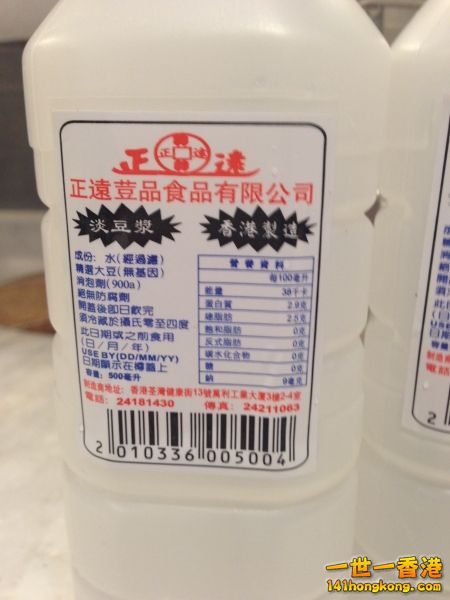 正遠
正遠
正遠荳品食品有限公司
淡豆漿
香港製造
成份: 水(經過濾)
精選大豆(無基因)
消泡劑(900a)
絕無防腐劑
開蓋後即日飲完
須冷藏於攝氏零至四度
此日期或之前食用
(日/月/年)
USE BY(DD/MM/YY)
日期顯示在樽蓋上
容量: 500毫升
營養資料
每100毫升
能量 38千卡
蛋白質 2.9克
總脂肪 2.5克
飽和脂肪 0克
反式脂肪 0克
碳水化合物 0克
糖 0克
鈉 9毫克
製造商地址: 香港荃灣健康街13號萬利工業大廈3樓2-4室
電話: 24181430 傳真: 24211063
2 010336 005004
一世一香港
141hongkong.com